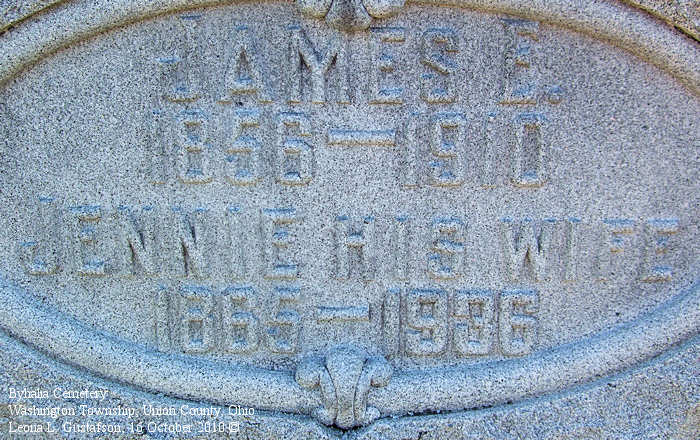 JAMES E.
1856 — 1910
JENNIE HIS WIFE
1865 — 1936
Byhalia Cemetery
Washington Township, Union County, Ohio
Leona L. Gustafson, 16 October 2010 ©